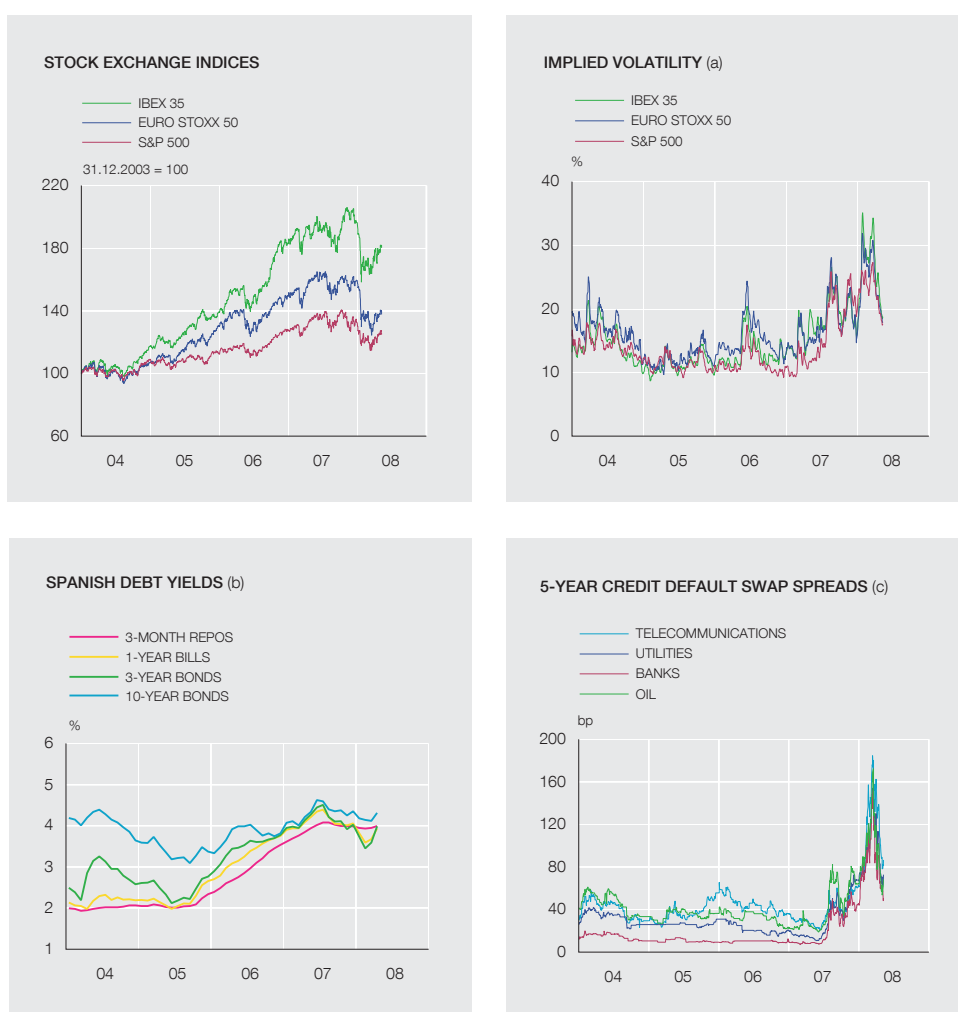 STOCK EXCHANGE INDICES
IBEX 35
EURO STOXX 50
S&P 500
31.12.2003 = 100
220
180
140
100
60
04 05 06 07 08
IMPLIED VOLATILITY (a)
IBEX 35
EURO STOXX 50
S&P 500
%
40
30
20
10
0
04 05 06 07 08
SPANISH DEBT YIELDS (b)
3-MONTH REPOS
1-YEAR BILLS
3-YEAR BONDS
10-YEAR BONDS
%
6
5
4
3
2
1
04 05 06 07 08
5-YEAR CREDIT DEFAULT SWAP SPREADS (c)
TELECOMMUNICATIONS
UTILITIES
BANKS
OIL
bp
200
160
120
80
40
0
04 05 06 07 08